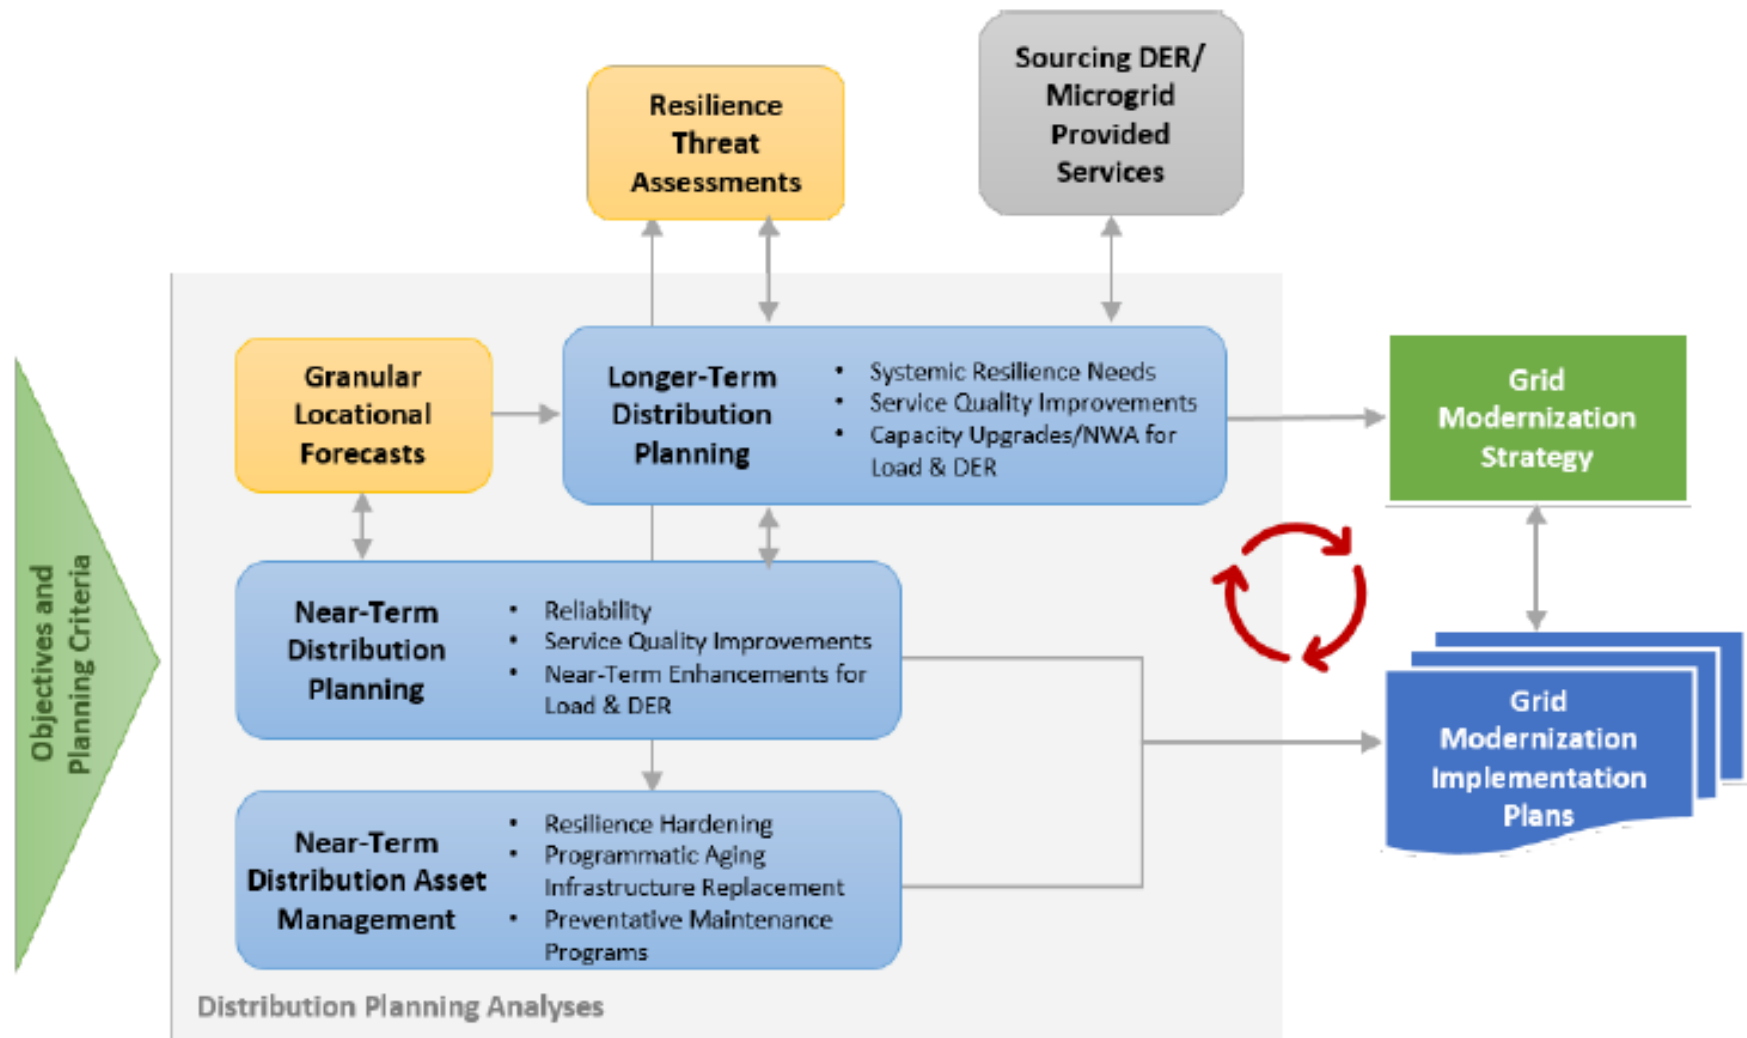 Sourcing DER/
Microgrid
Provided
Services
Resilience
Threat
Assessments
Granular
Locational
Forecasts
Longer-Term
Distribution
Planning
• Systemic Resilience Needs
• Service Quality Improvements
• Capacity Upgrades/NWA for
Load & DER
Grid
Modernization
Strategy
Objectives and
Planning Criteria
Near-Term
Distribution
Planning
• Reliability
• Service Quality Improvements
• Near-Term Enhancements for
Load & DER
Grid
Modernization
Implementation
Plans
Near-Term
Distribution Asset
Management
• Resilience Hardening
• Programmatic Aging
Infrastructure Replacement
• Preventative Maintenance
Programs
Distribution Planning Analyses